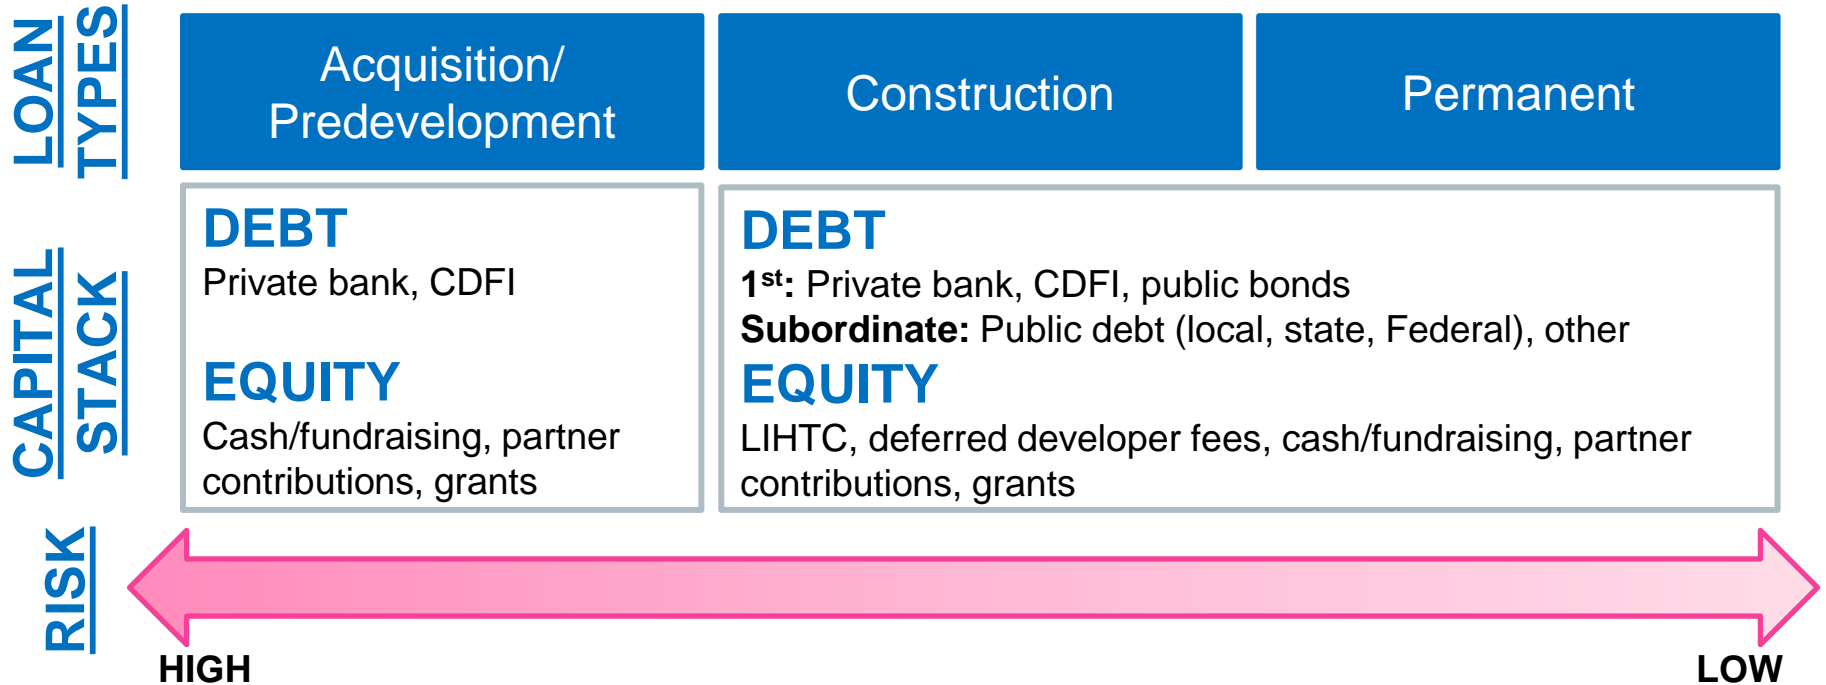 LOAN
TYPES
Acquisition/
Predevelopment
Construction
Permanent
CAPITAL
STACK
DEBT
Private bank, CDFI
EQUITY
Cash/fundraising, partner
contributions, grants
DEBT
1st: Private bank, CDFI, public bonds
Subordinate: Public debt (local, state, Federal), other
EQUITY
LIHTC, deferred developer fees, cash/fundraising, partner
contributions, grants
RISK
HIGH
LOW